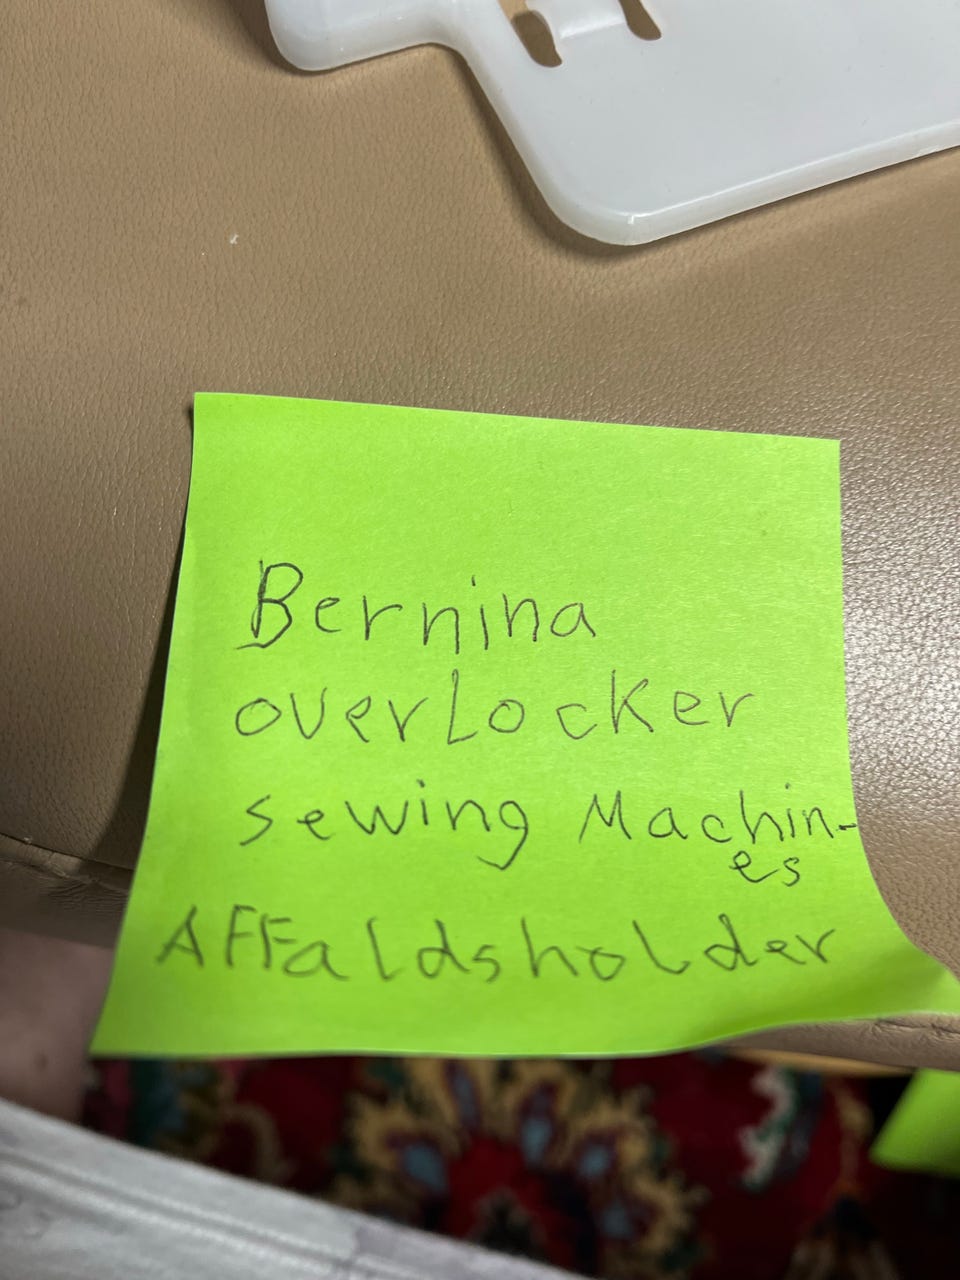 Bernina
overLocker
sewing Machin-
es
AFFaldsholder